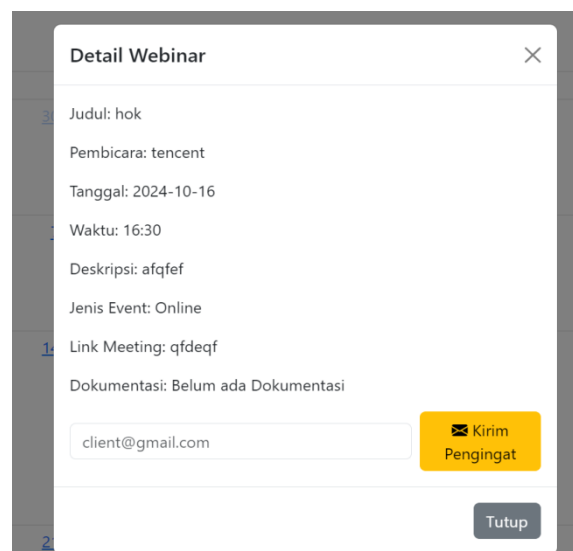 Detail Webinar
Judul: hok
Pembicara: tencent
Tanggal: 2024-10-16
Waktu: 16:30
Deskripsi: afqfef
Jenis Event: Online
Link Meeting: qfdeqf
Dokumentasi: Belum ada Dokumentasi
client@gmail.com
Kirim
Pengingat
Tutup